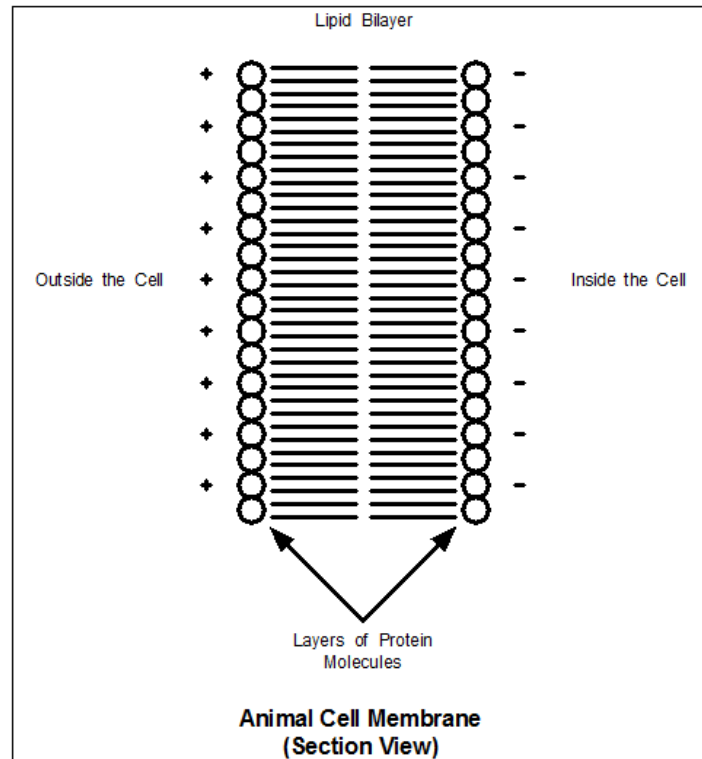 Lipid Bilayer
Outside the Cell
Inside the Cell
Layers of Protein
Molecules
Animal Cell Membrane
(Section View)